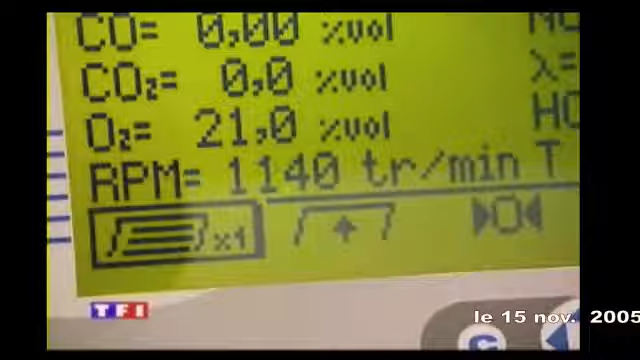 CO= 0,00 %vol
CO₂= 0,0 %vol λ=
O₂= 21,0 %vol HC
RPM= 1140 tr/min T
x1
TF1
le 15 nov. 2005